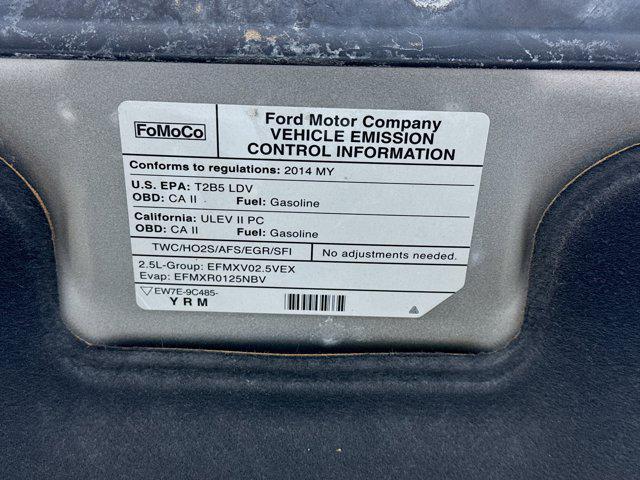 FoMoCo
Ford Motor Company
VEHICLE EMISSION
CONTROL INFORMATION
Conforms to regulations: 2014 MY
U.S. EPA: T2B5 LDV
OBD: CA II Fuel: Gasoline
California: ULEV II PC
OBD: CA II Fuel: Gasoline
TWC/HO2S/AFS/EGR/SFI No adjustments needed.
2.5L-Group: EFMXV02.5VEX
Evap: EFMXR0125NBV
EW7E-9C485-
YRM